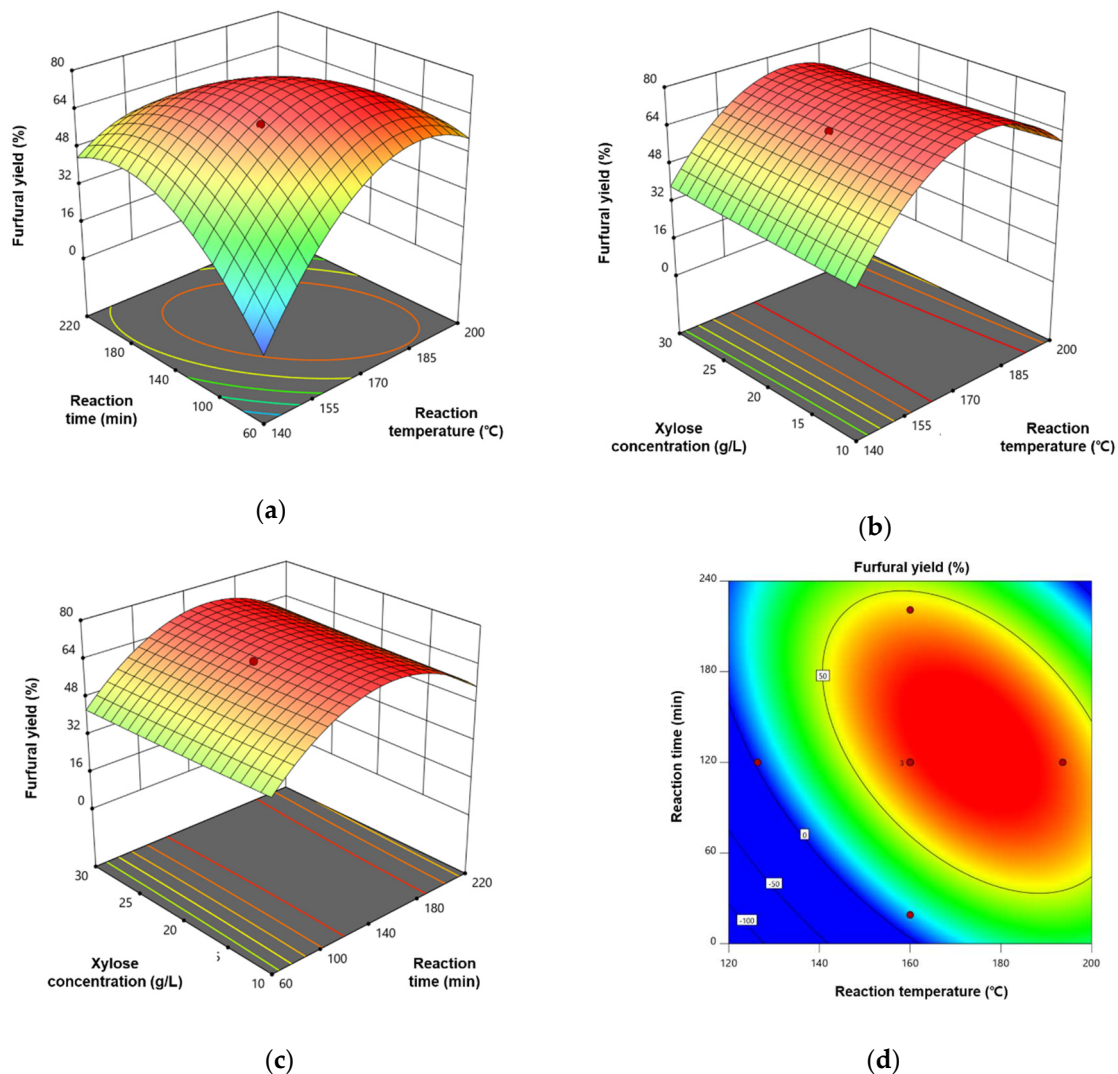 80
64
48
32
16
0
Furfural yield (%)
220
180
140
100
60
Reaction
time (min)
140
155
170
185
200
Reaction
temperature (℃)
(a)
80
64
48
32
16
0
Furfural yield (%)
30
25
20
15
10
Xylose
concentration (g/L)
140
155
170
185
200
Reaction
temperature (℃)
(b)
80
64
48
32
16
0
Furfural yield (%)
30
25
20
10
Xylose
concentration (g/L)
60
100
140
180
220
Reaction
time (min)
(c)
Furfural yield (%)
240
180
120
60
0
Reaction time (min)
50
3
0
-50
-100
120
140
160
180
200
Reaction temperature (℃)
(d)